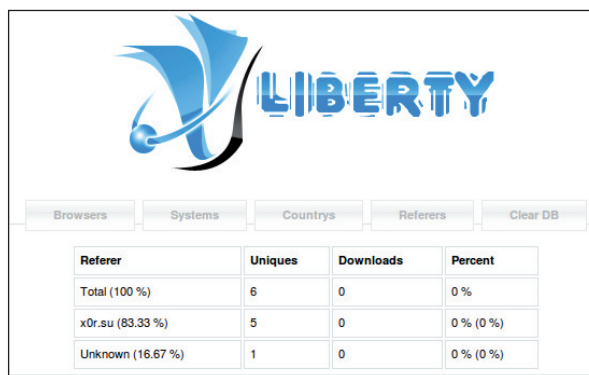 LIBERTY
Browsers Systems Countrys Referers Clear DB
Referer Uniques Downloads Percent
Total (100 %) 6 0 0 %
x0r.su (83.33 %) 5 0 0 % (0 %)
Unknown (16.67 %) 1 0 0 % (0 %)